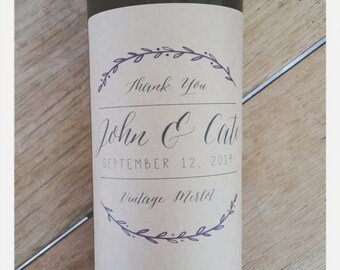 Thank You
John & Cate
SEPTEMBER 12, 2014
Vintage Merlot